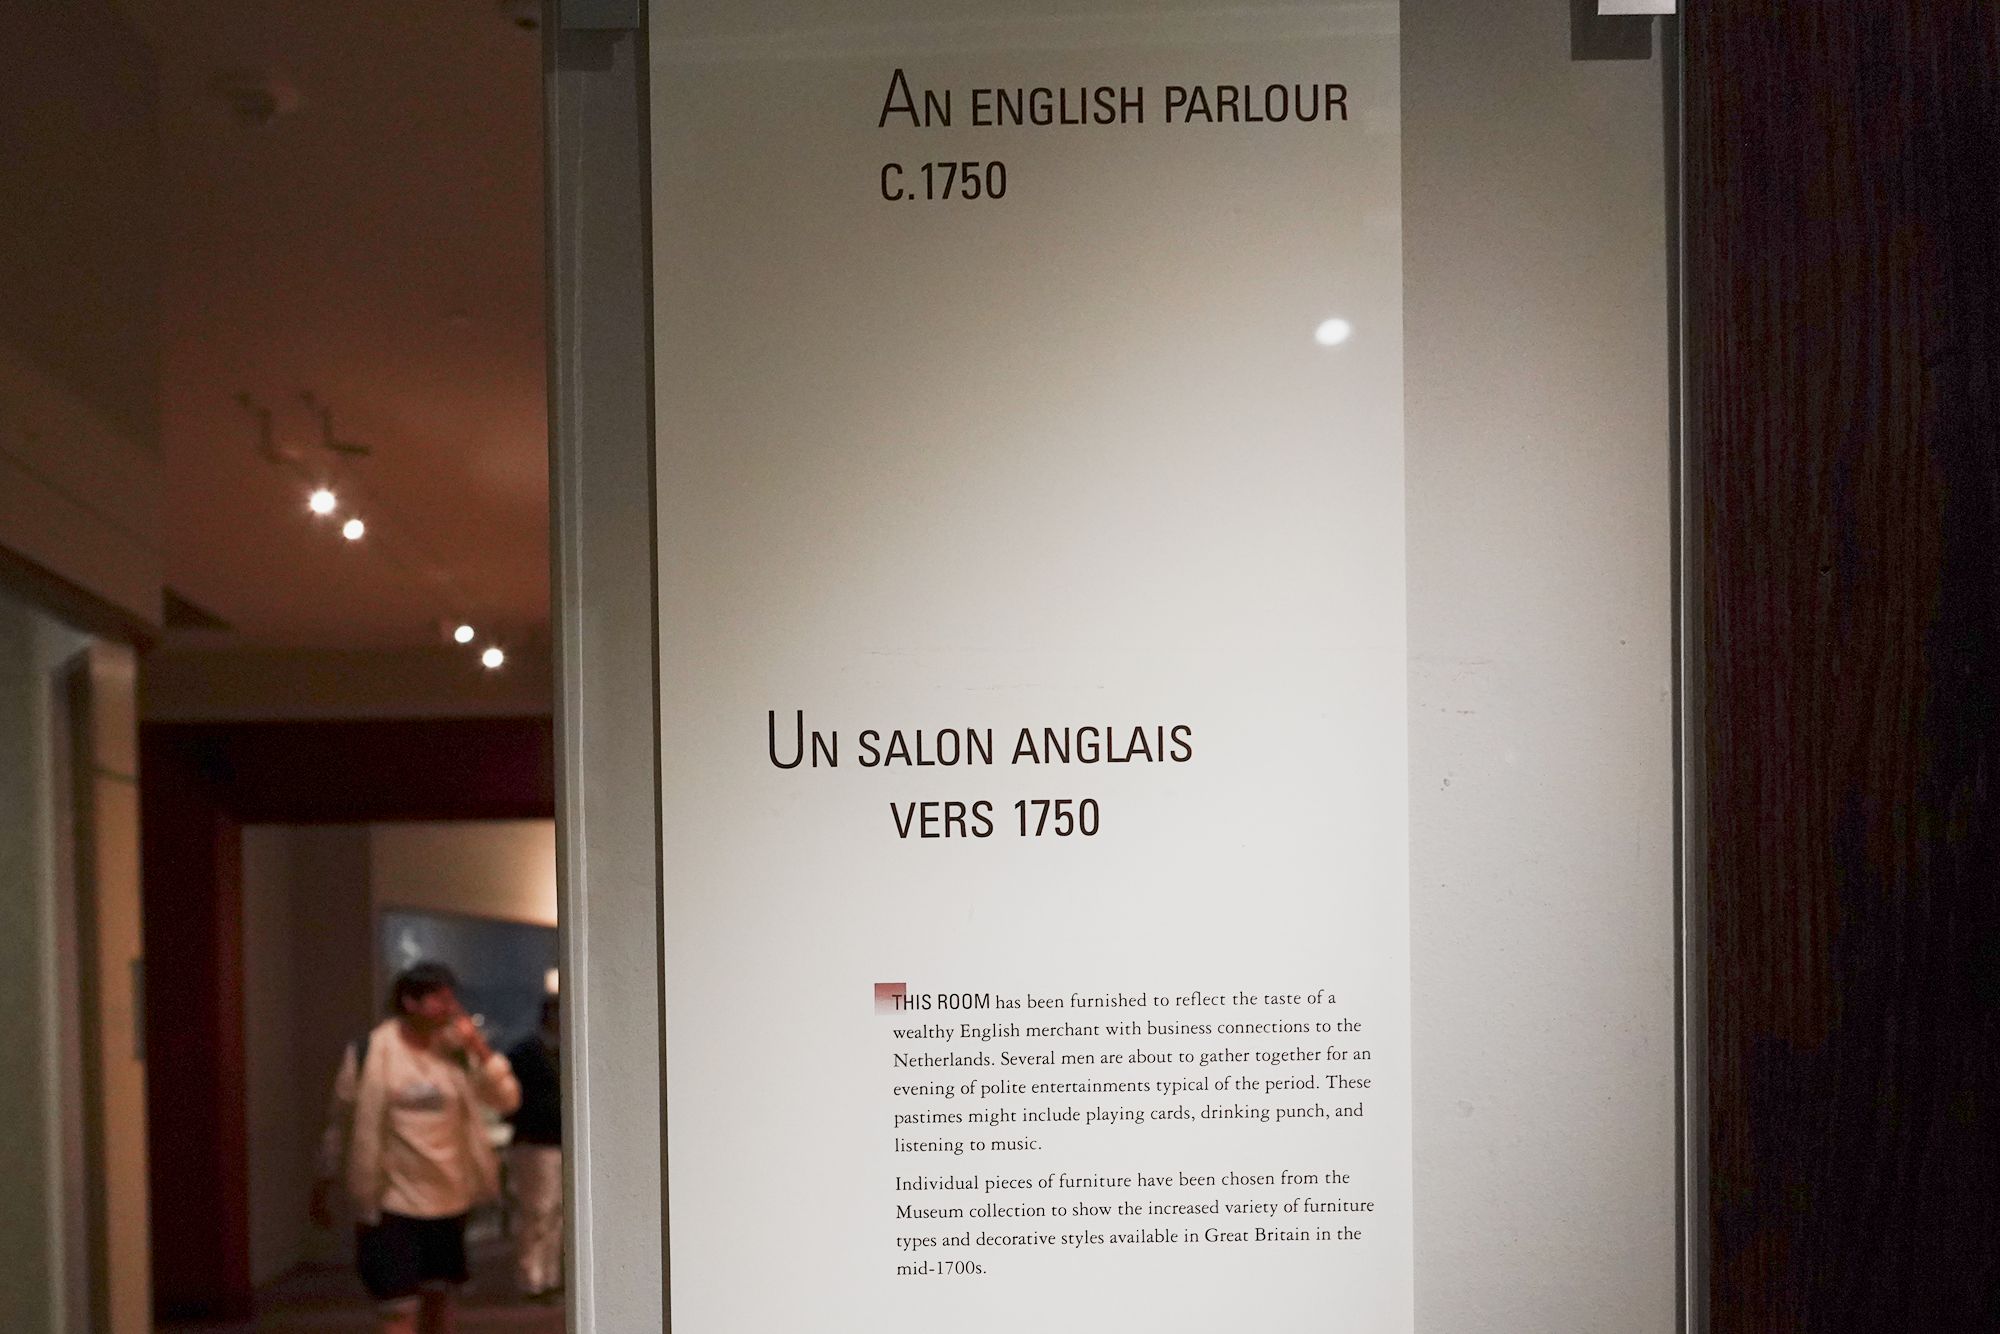 AN ENGLISH PARLOUR
C.1750
UN SALON ANGLAIS
VERS 1750
THIS ROOM has been furnished to reflect the taste of a
wealthy English merchant with business connections to the
Netherlands. Several men are about to gather together for an
evening of polite entertainments typical of the period. These
pastimes might include playing cards, drinking punch, and
listening to music.
Individual pieces of furniture have been chosen from the
Museum collection to show the increased variety of furniture
types and decorative styles available in Great Britain in the
mid-1700s.